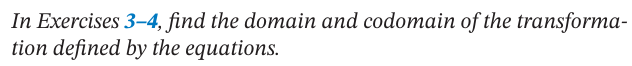 In Exercises 3–4, find the domain and codomain of the transforma-
tion defined by the equations.